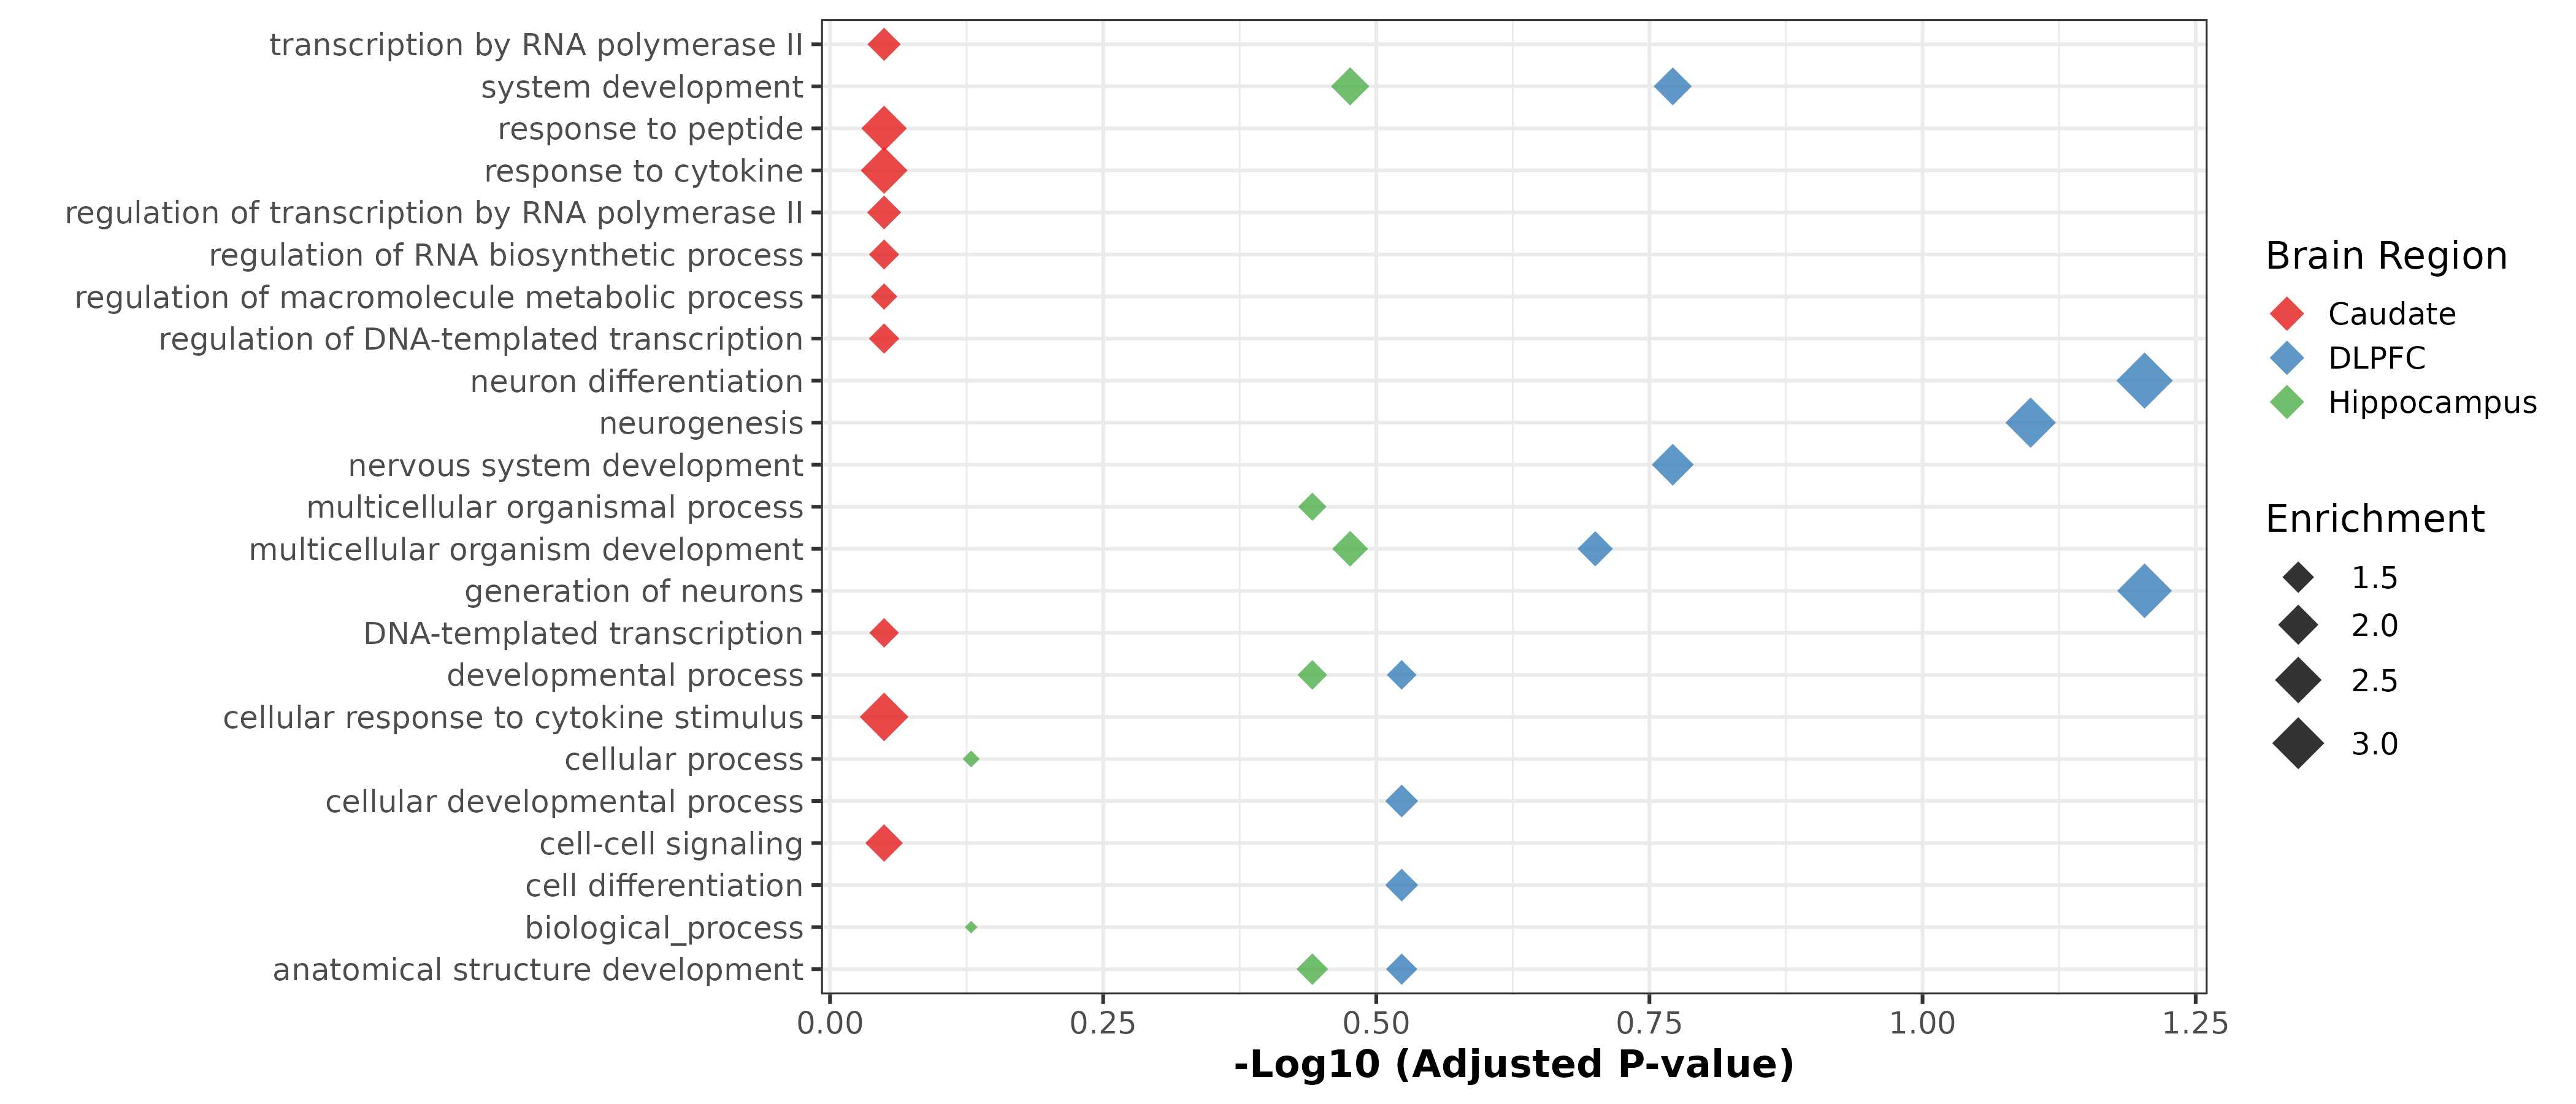 transcription by RNA polymerase II
system development
response to peptide
response to cytokine
regulation of transcription by RNA polymerase II
regulation of RNA biosynthetic process
regulation of macromolecule metabolic process
regulation of DNA-templated transcription
neuron differentiation
neurogenesis
nervous system development
multicellular organismal process
multicellular organism development
generation of neurons
DNA-templated transcription
developmental process
cellular response to cytokine stimulus
cellular process
cellular developmental process
cell-cell signaling
cell differentiation
biological_process
anatomical structure development
0.00 0.25 0.50 0.75 1.00 1.25
-Log10 (Adjusted P-value)
Brain Region
Caudate
DLPFC
Hippocampus
Enrichment
1.5
2.0
2.5
3.0